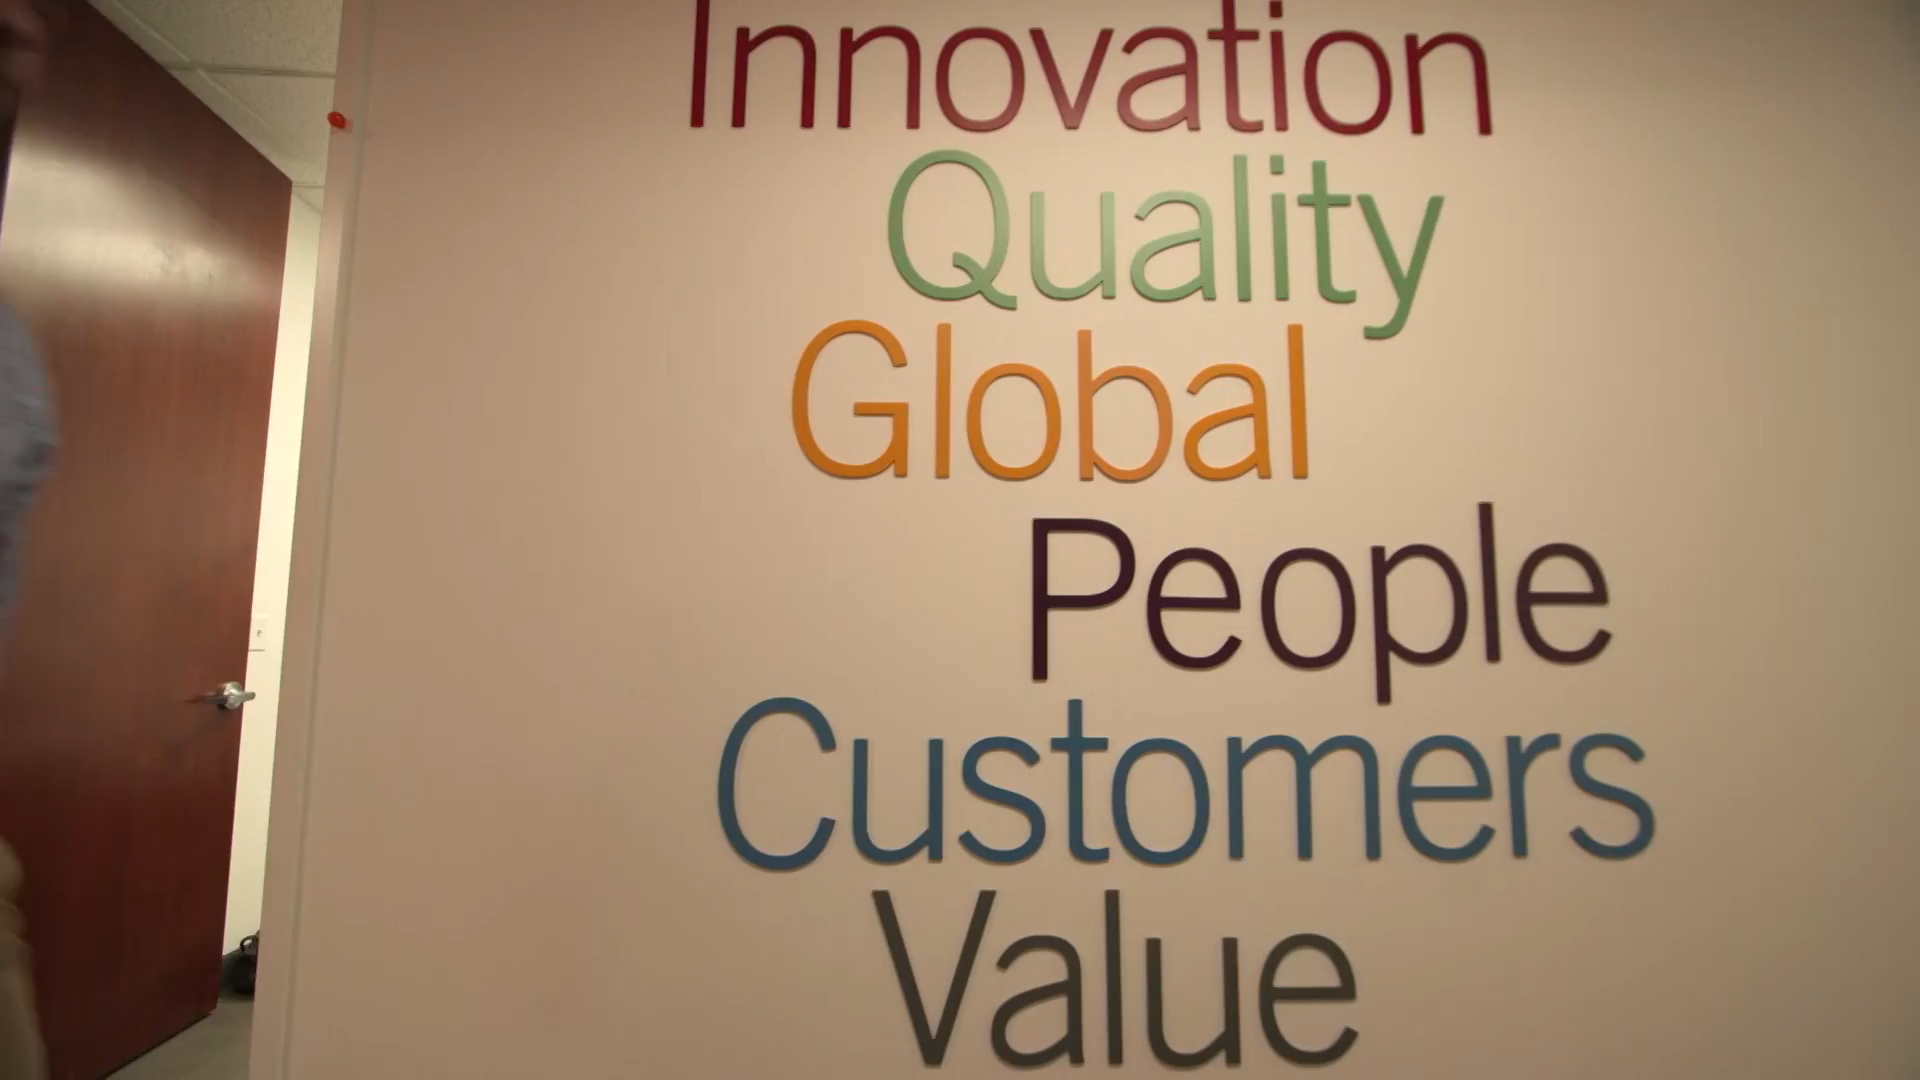 Innovation
Quality
Global
People
Customers
Value